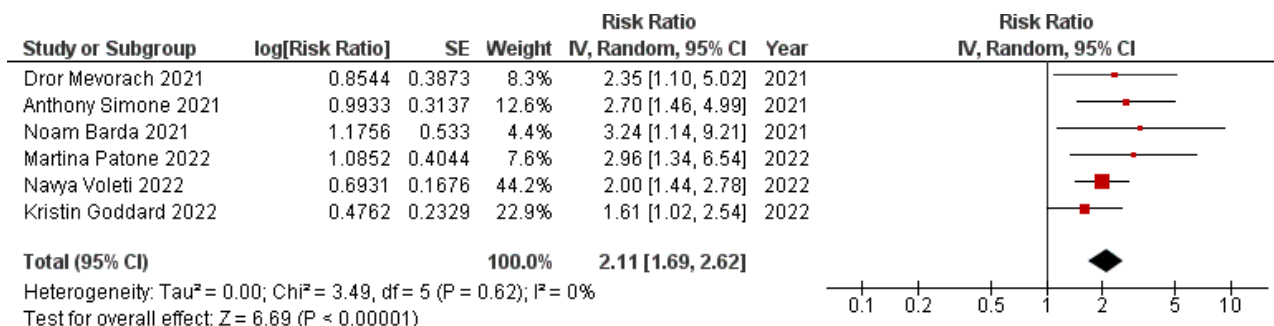 Risk Ratio Risk Ratio
Study or Subgroup log[Risk Ratio] SE Weight IV, Random, 95% CI Year IV, Random, 95% CI
Dror Mevorach 2021 0.8544 0.3873 8.3% 2.35 [1.10, 5.02] 2021
Anthony Simone 2021 0.9933 0.3137 12.6% 2.70 [1.46, 4.99] 2021
Noam Barda 2021 1.1756 0.533 4.4% 3.24 [1.14, 9.21] 2021
Martina Patone 2022 1.0852 0.4044 7.6% 2.96 [1.34, 6.54] 2022
Navya Voleti 2022 0.6931 0.1676 44.2% 2.00 [1.44, 2.78] 2022
Kristin Goddard 2022 0.4762 0.2329 22.9% 1.61 [1.02, 2.54] 2022
Total (95% CI) 100.0% 2.11 [1.69, 2.62]
Heterogeneity: Tau² = 0.00; Chi² = 3.49, df = 5 (P = 0.62); I² = 0%
Test for overall effect: Z = 6.69 (P < 0.00001)
0.1 0.2 0.5 1 2 5 10